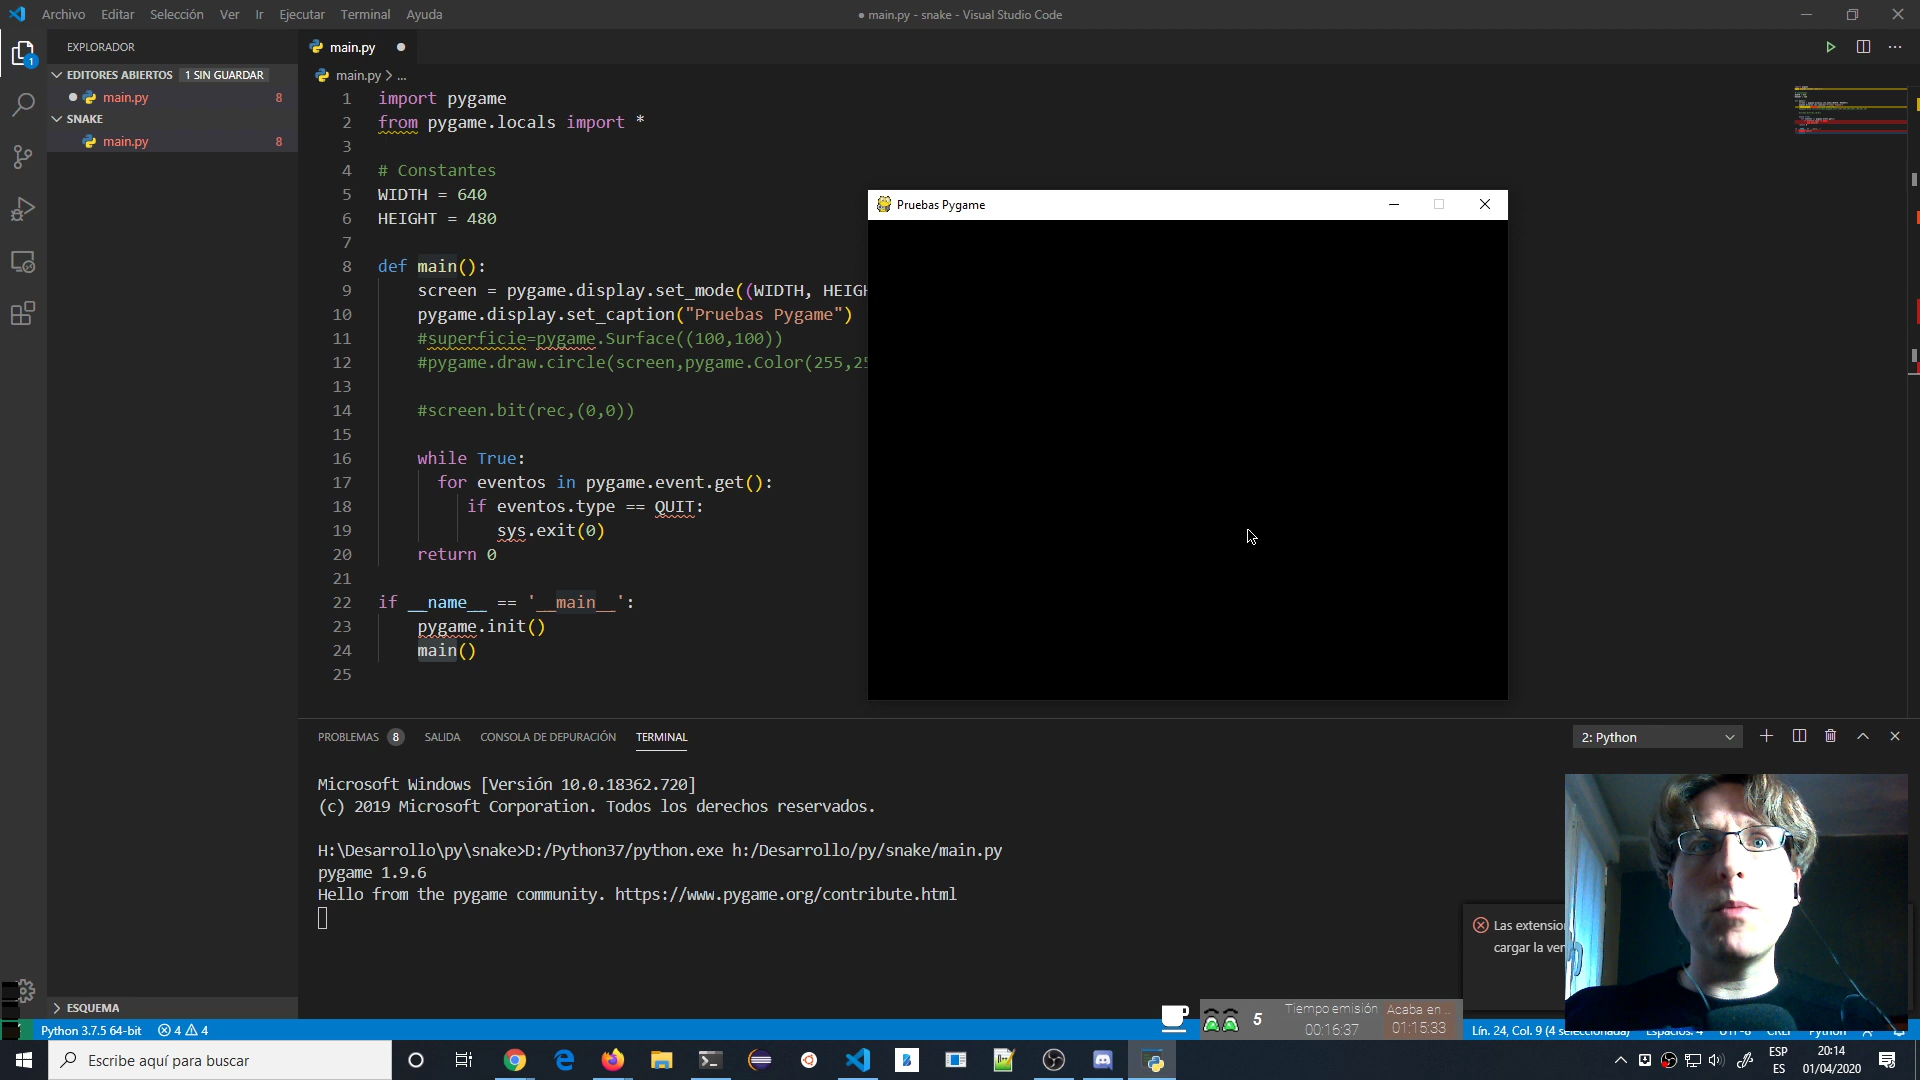 Archivo Editar Selección Ver Ir Ejecutar Terminal Ayuda
● main.py - snake - Visual Studio Code
EXPLORADOR
EDITORES ABIERTOS 1 SIN GUARDAR
main.py 8
SNAKE
main.py 8
ESQUEMA
1
main.py
main.py > ...
1 import pygame
2 from pygame.locals import *
3
4 # Constantes
5 WIDTH = 640
6 HEIGHT = 480
7
8 def main():
9 screen = pygame.display.set_mode((WIDTH, HEIGH
10 pygame.display.set_caption("Pruebas Pygame")
11 #superficie=pygame.Surface((100,100))
12 #pygame.draw.circle(screen,pygame.Color(255,25
13
14 #screen.bit(rec,(0,0))
15
16 while True:
17 for eventos in pygame.event.get():
18 if eventos.type == QUIT:
19 sys.exit(0)
20 return 0
21
22 if __name__ == '__main__':
23 pygame.init()
24 main()
25
Pruebas Pygame
PROBLEMAS 8 SALIDA CONSOLA DE DEPURACIÓN TERMINAL
2: Python
Microsoft Windows [Versión 10.0.18362.720]
(c) 2019 Microsoft Corporation. Todos los derechos reservados.
H:\Desarrollo\py\snake>D:/Python37/python.exe h:/Desarrollo/py/snake/main.py
pygame 1.9.6
Hello from the pygame community. https://www.pygame.org/contribute.html
Las extension
cargar la ver
5
Tiempo emisión
00:16:37
Acaba en ..
01:15:33
Python 3.7.5 64-bit 4 4
Lín. 24, Col. 9 (4 seleccionada) Espacios: 4 UTF-8 CRLF Python
Escribe aquí para buscar
ESP
ES
20:14
01/04/2020